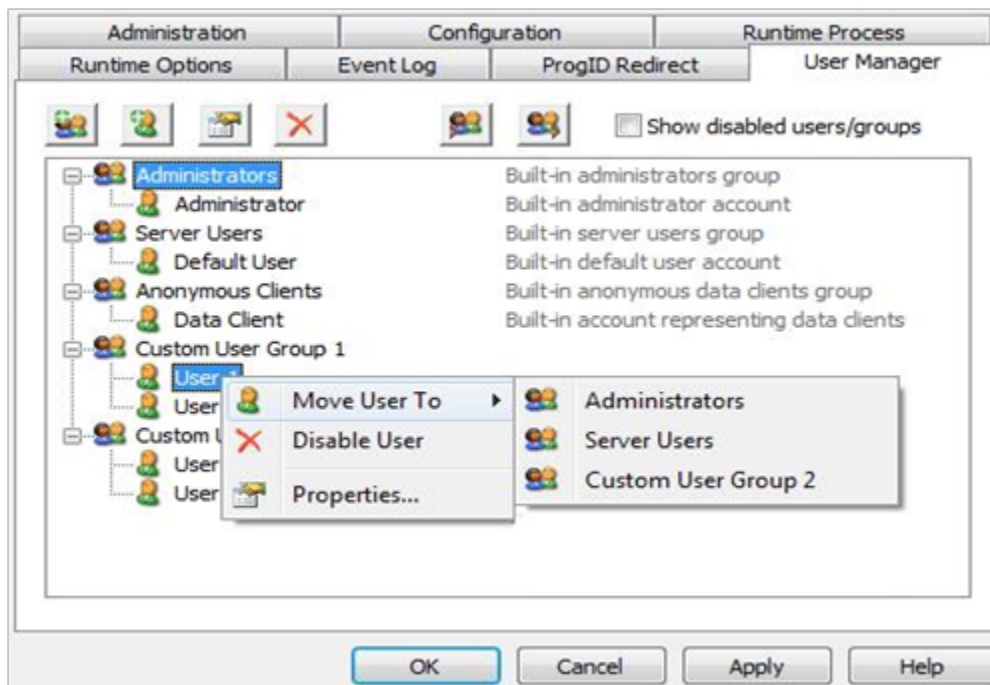 Administration Configuration Runtime Process
Runtime Options Event Log ProgID Redirect User Manager
Show disabled users/groups
Administrators Built-in administrators group
Administrator Built-in administrator account
Server Users Built-in server users group
Default User Built-in default user account
Anonymous Clients Built-in anonymous data clients group
Data Client Built-in account representing data clients
Custom User Group 1
User 1
User
Custom
User
User
Move User To
Disable User
Properties...
Administrators
Server Users
Custom User Group 2
OK Cancel Apply Help